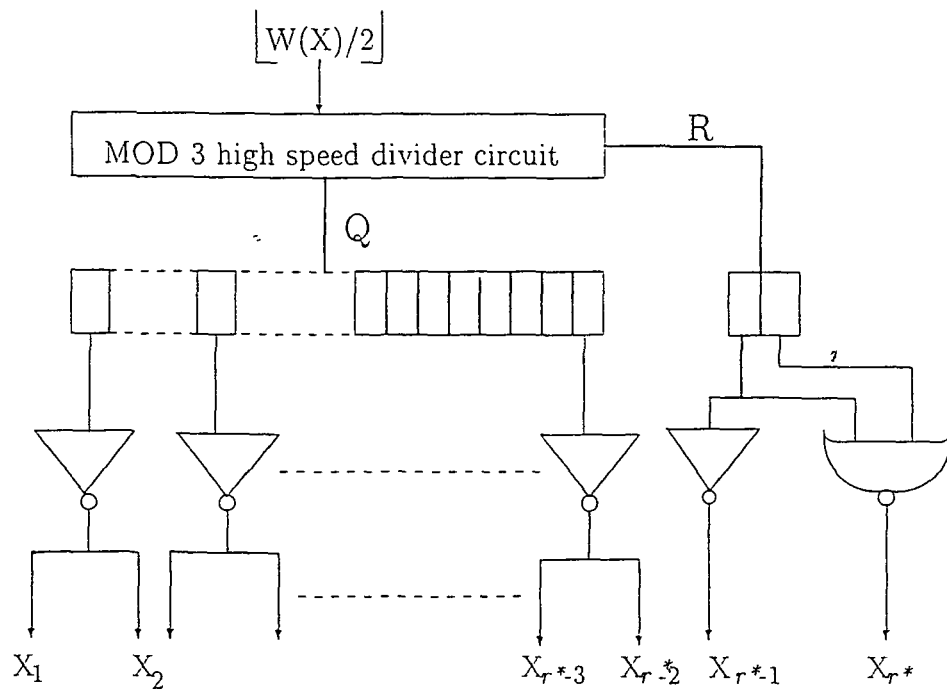 ⌊W(X)/2⌋
MOD 3 high speed divider circuit
R
Q
X₁ X₂ Xᵣ*₋₃ Xᵣ₋*₂ Xᵣ*₋₁ Xᵣ*